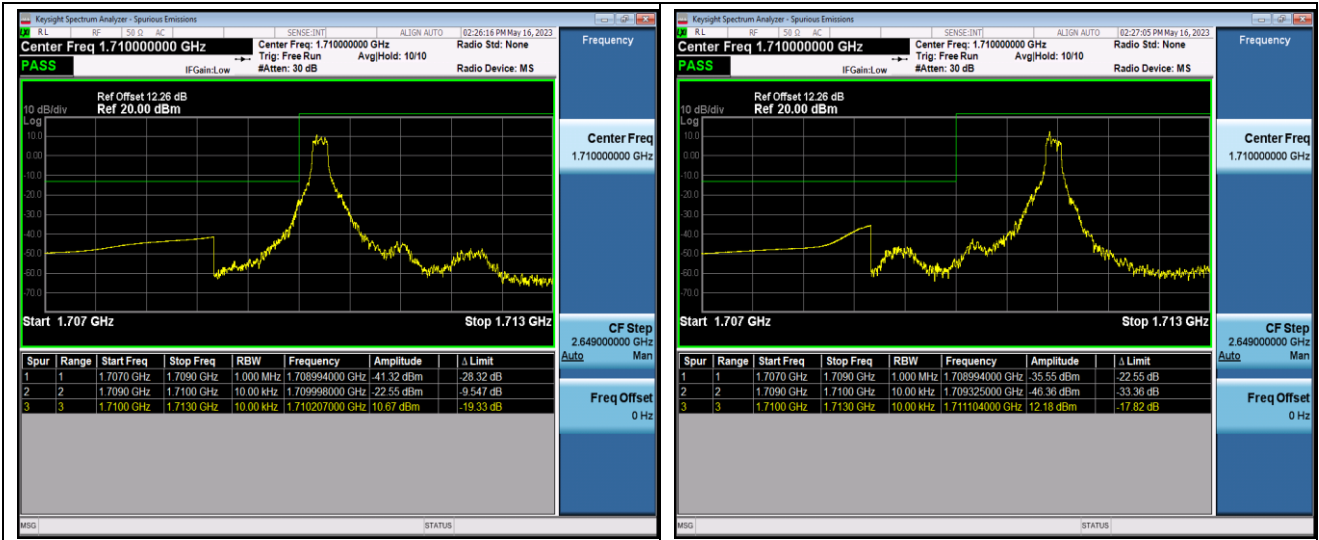 Keysight Spectrum Analyzer - Spurious Emissions
RL RF 50 Ω AC SENSE:INT ALIGN AUTO 02:26:16 PM May 16, 2023
Center Freq 1.710000000 GHz
Center Freq: 1.710000000 GHz Radio Std: None
Trig: Free Run Avg|Hold: 10/10
PASS
IFGain:Low #Atten: 30 dB Radio Device: MS
Ref Offset 12.26 dB
10 dB/div Ref 20.00 dBm
Log
10.0
0.00
-10.0
-20.0
-30.0
-40.0
-50.0
-60.0
-70.0
Start 1.707 GHz Stop 1.713 GHz
Spur Range Start Freq Stop Freq RBW Frequency Amplitude Δ Limit
1 1 1.7070 GHz 1.7090 GHz 1.000 MHz 1.708994000 GHz -41.32 dBm -28.32 dB
2 2 1.7090 GHz 1.7100 GHz 10.00 kHz 1.709998000 GHz -22.55 dBm -9.547 dB
3 3 1.7100 GHz 1.7130 GHz 10.00 kHz 1.710207000 GHz 10.67 dBm -19.33 dB
MSG STATUS
Frequency
Center Freq
1.710000000 GHz
CF Step
2.649000000 GHz
Auto Man
Freq Offset
0 Hz
Keysight Spectrum Analyzer - Spurious Emissions
RL RF 50 Ω AC SENSE:INT ALIGN AUTO 02:27:05 PM May 16, 2023
Center Freq 1.710000000 GHz
Center Freq: 1.710000000 GHz Radio Std: None
Trig: Free Run Avg|Hold: 10/10
PASS
IFGain:Low #Atten: 30 dB Radio Device: MS
Ref Offset 12.26 dB
10 dB/div Ref 20.00 dBm
Log
10.0
0.00
-10.0
-20.0
-30.0
-40.0
-50.0
-60.0
-70.0
Start 1.707 GHz Stop 1.713 GHz
Spur Range Start Freq Stop Freq RBW Frequency Amplitude Δ Limit
1 1 1.7070 GHz 1.7090 GHz 1.000 MHz 1.708994000 GHz -35.55 dBm -22.55 dB
2 2 1.7090 GHz 1.7100 GHz 10.00 kHz 1.709325000 GHz -46.36 dBm -33.36 dB
3 3 1.7100 GHz 1.7130 GHz 10.00 kHz 1.711104000 GHz 12.18 dBm -17.82 dB
MSG STATUS
Frequency
Center Freq
1.710000000 GHz
CF Step
2.649000000 GHz
Auto Man
Freq Offset
0 Hz